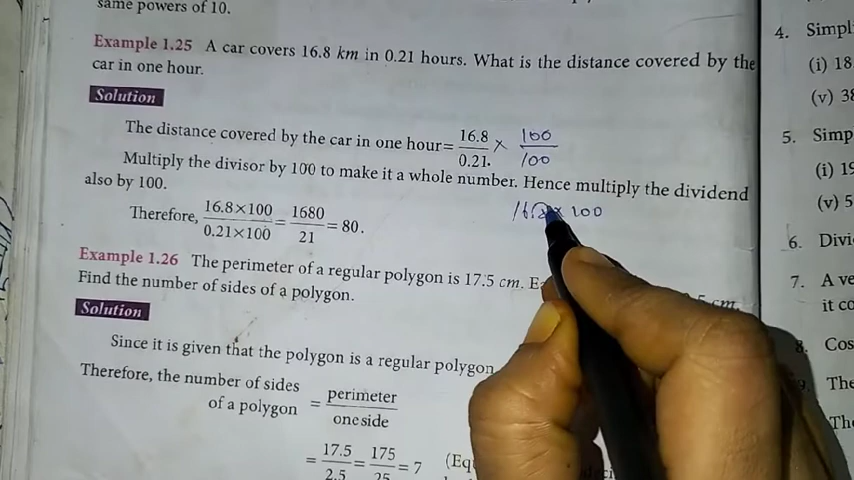 same powers of 10.
Example 1.25 A car covers 16.8 km in 0.21 hours. What is the distance covered by the
car in one hour.
Solution
The distance covered by the car in one hour= 16.8/0.21 × 100/100
Multiply the divisor by 100 to make it a whole number. Hence multiply the dividend
also by 100.
16.8 × 100
Therefore, 16.8×100/0.21×100 = 1680/21 = 80.
Example 1.26 The perimeter of a regular polygon is 17.5 cm.
Find the number of sides of a polygon.
Solution
Since it is given that the polygon is a regular polygon
Therefore, the number of sides
of a polygon = perimeter/one side
= 17.5/2.5 = 175/25 = 7
4. Simpl
(i) 18
(v) 38
5. Simp
(i) 19
(v) 5
6. Divi
7. A ve
it co
8. Cos
The